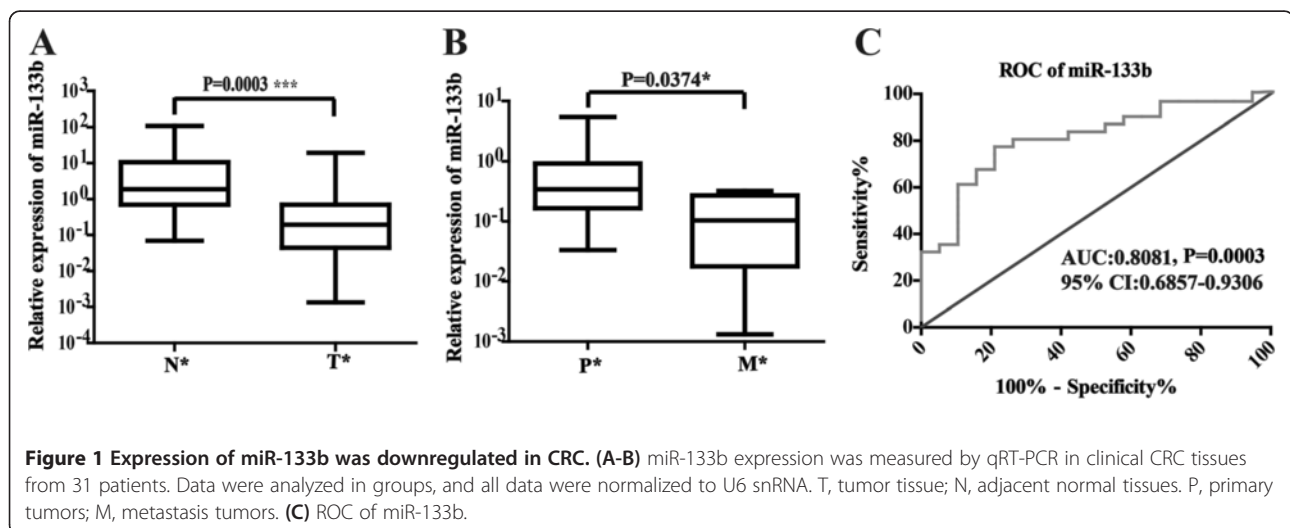 A
P=0.0003 ***
Relative expression of miR-133b
10³
10²
10¹
10⁰
10⁻¹
10⁻²
10⁻³
10⁻⁴
N*
T*
B
P=0.0374*
Relative expression of miR-133b
10¹
10⁰
10⁻¹
10⁻²
10⁻³
P*
M*
C
ROC of miR-133b
Sensitivity%
100
80
60
40
20
0
AUC:0.8081, P=0.0003
95% CI:0.6857-0.9306
0
20
40
60
80
100
100% - Specificity%
Figure 1 Expression of miR-133b was downregulated in CRC. (A-B) miR-133b expression was measured by qRT-PCR in clinical CRC tissues
from 31 patients. Data were analyzed in groups, and all data were normalized to U6 snRNA. T, tumor tissue; N, adjacent normal tissues. P, primary
tumors; M, metastasis tumors. (C) ROC of miR-133b.